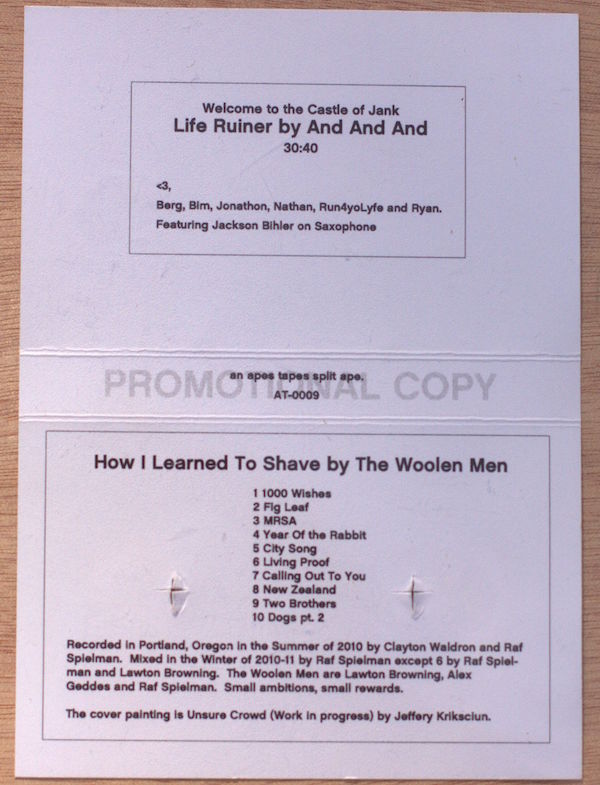 Welcome to the Castle of Jank
Life Ruiner by And And And
30:40
<3,
Berg, Bim, Jonathon, Nathan, Run4yoLyfe and Ryan.
Featuring Jackson Bihler on Saxophone
an apes tapes split ape.
PROMOTIONAL COPY
AT-0009
How I Learned To Shave by The Woolen Men
1 1000 Wishes
2 Fig Leaf
3 MRSA
4 Year Of the Rabbit
5 City Song
6 Living Proof
7 Calling Out To You
8 New Zealand
9 Two Brothers
10 Dogs pt. 2
Recorded in Portland, Oregon in the Summer of 2010 by Clayton Waldron and Raf
Spielman. Mixed in the Winter of 2010-11 by Raf Spielman except 6 by Raf Spiel-
man and Lawton Browning. The Woolen Men are Lawton Browning, Alex
Geddes and Raf Spielman. Small ambitions, small rewards.
The cover painting is Unsure Crowd (Work in progress) by Jeffery Kriksciun.